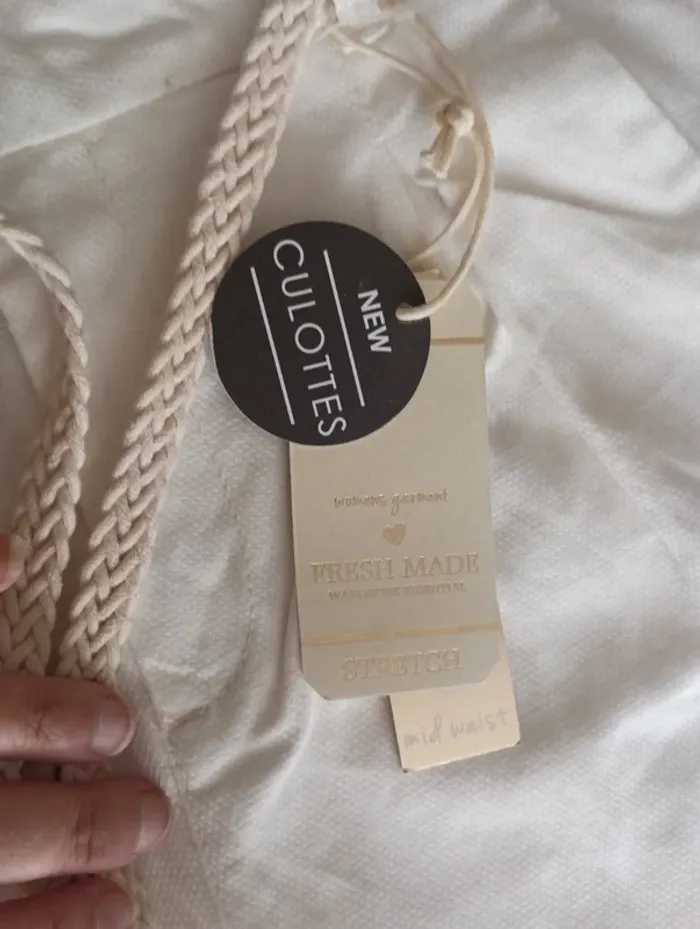 NEW
CULOTTES
womens garment
FRESH MADE
WARDROBE ESSENTIAL
STRETCH
mid waist